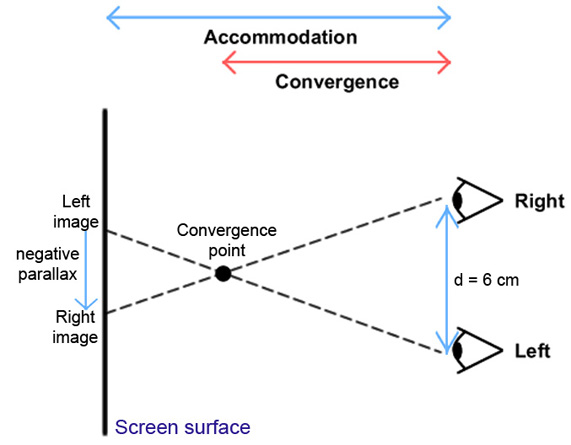 Accommodation
Convergence
Left
image
Convergence
point
Right
negative
parallax
d = 6 cm
Right
image
Left
Screen surface